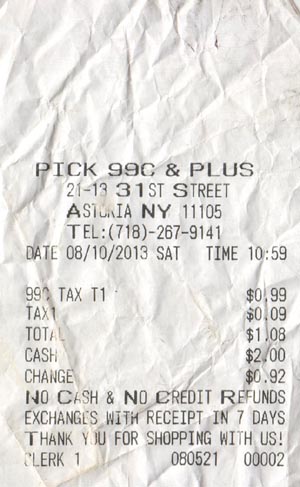 PICK 99C & PLUS
21-13 31ST STREET
ASTORIA NY 11105
TEL:(718)-267-9141
DATE 08/10/2013 SAT TIME 10:59
99C TAX T1 $0.99
TAX1 $0.09
TOTAL $1.08
CASH $2.00
CHANGE $0.92
NO CASH & NO CREDIT REFUNDS
EXCHANGES WITH RECEIPT IN 7 DAYS
THANK YOU FOR SHOPPING WITH US!
CLERK 1 080521 00002